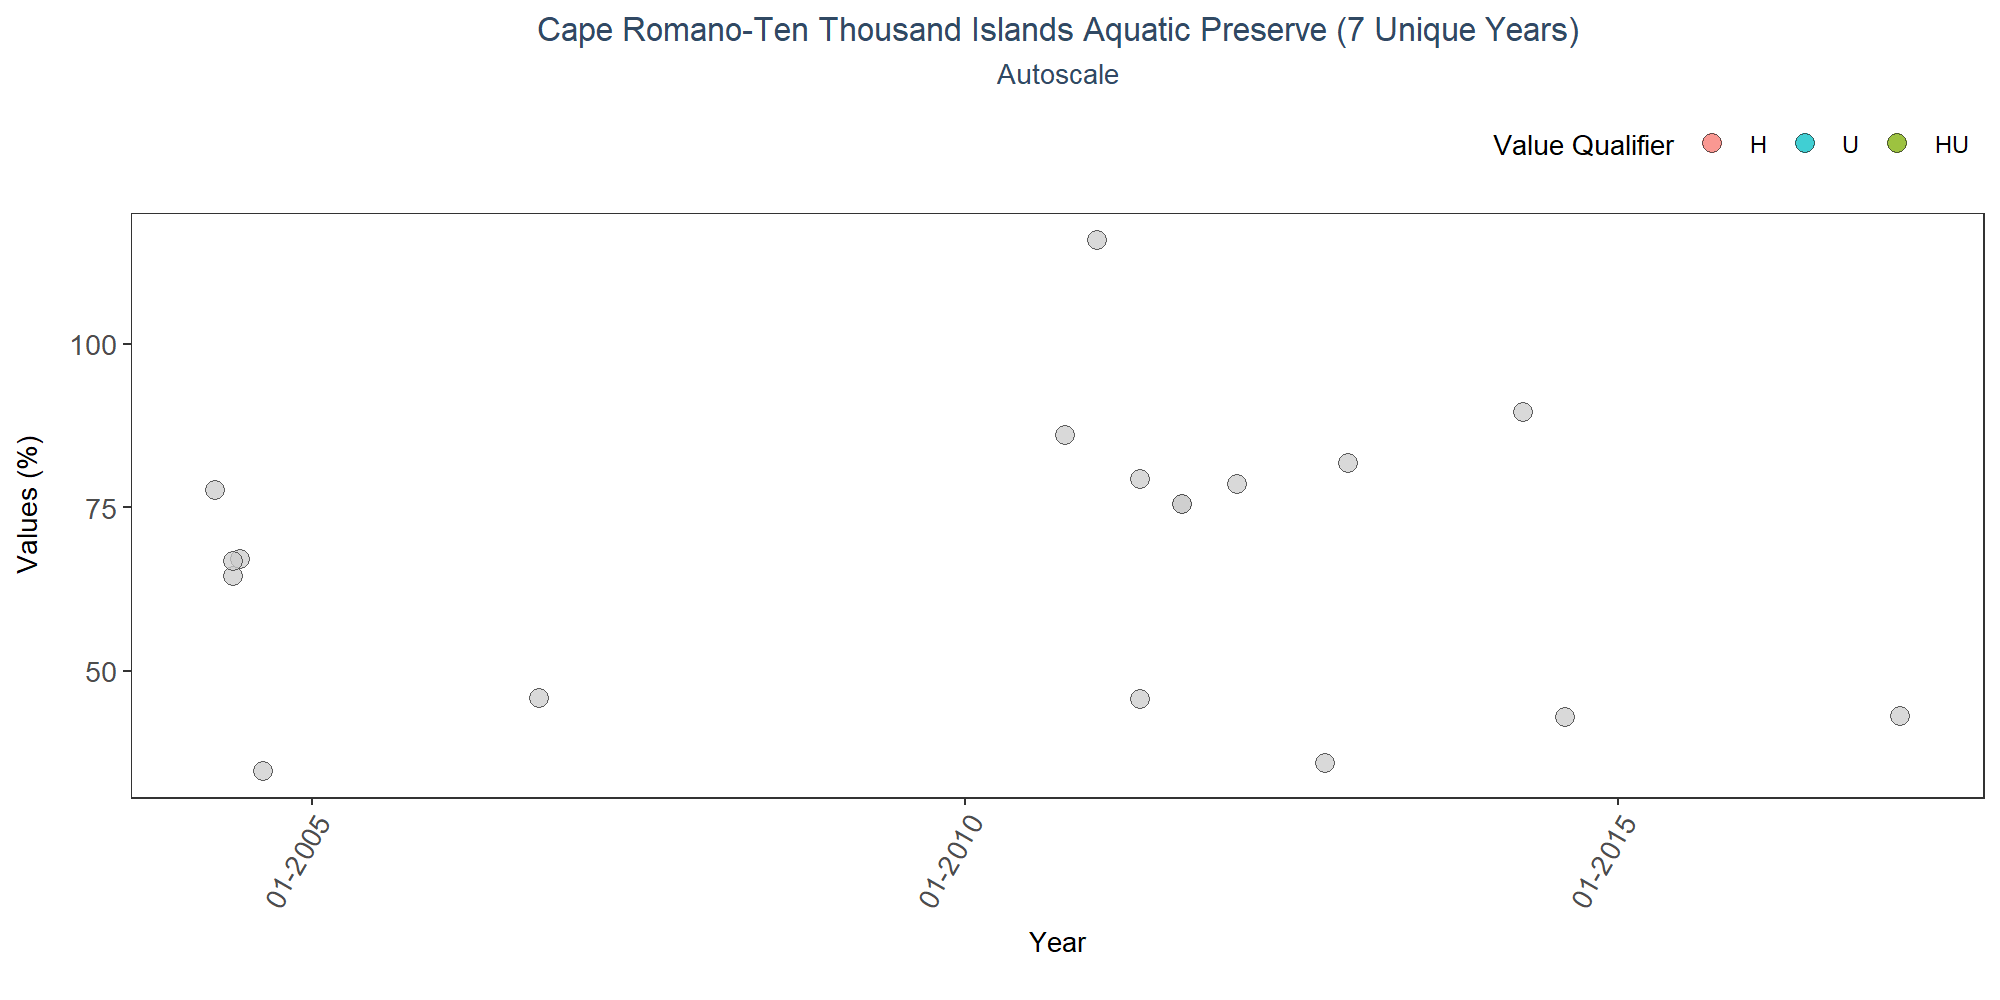 Cape Romano-Ten Thousand Islands Aquatic Preserve (7 Unique Years)
Autoscale
Value Qualifier H U HU
Values (%)
100
75
50
01-2005 01-2010 01-2015
Year